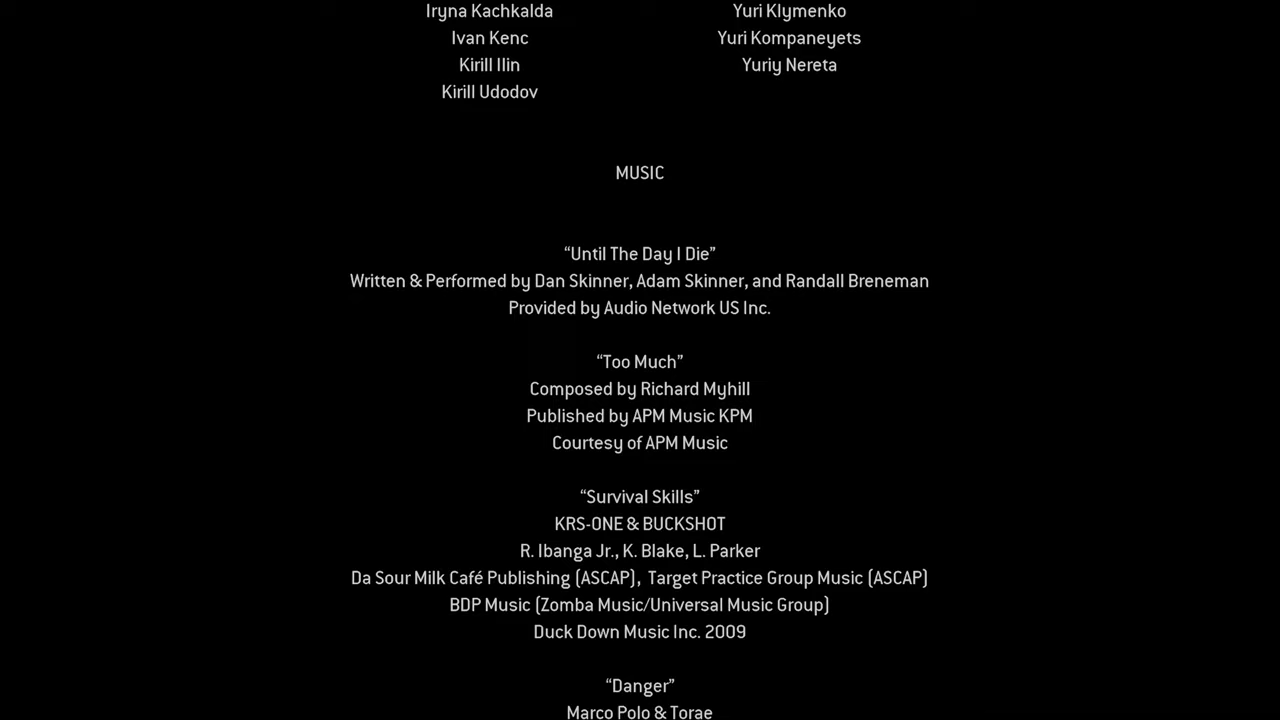 Iryna Kachkalda
Ivan Kenc
Kirill Ilin
Kirill Udodov
Yuri Klymenko
Yuri Kompaneyets
Yuriy Nereta
MUSIC
“Until The Day I Die”
Written & Performed by Dan Skinner, Adam Skinner, and Randall Breneman
Provided by Audio Network US Inc.
“Too Much”
Composed by Richard Myhill
Published by APM Music KPM
Courtesy of APM Music
“Survival Skills”
KRS-ONE & BUCKSHOT
R. Ibanga Jr., K. Blake, L. Parker
Da Sour Milk Café Publishing (ASCAP), Target Practice Group Music (ASCAP)
BDP Music (Zomba Music/Universal Music Group)
Duck Down Music Inc. 2009
“Danger”
Marco Polo & Torae